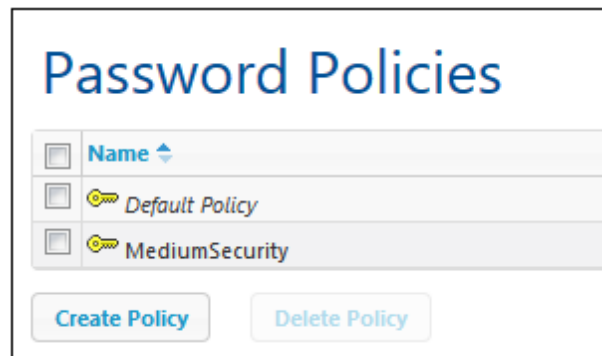 Password Policies
Name
Default Policy
MediumSecurity
Create Policy Delete Policy